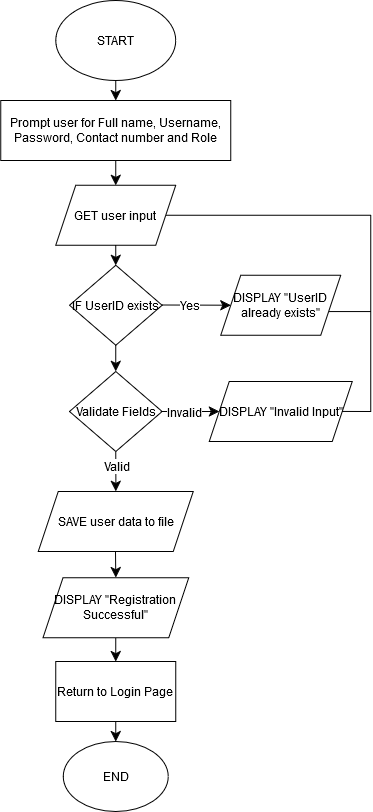 START
Prompt user for Full name, Username,
Password, Contact number and Role
GET user input
IF UserID exists
Yes
DISPLAY "UserID
already exists"
Validate Fields
Invalid
DISPLAY "Invalid Input"
Valid
SAVE user data to file
DISPLAY "Registration
Successful"
Return to Login Page
END